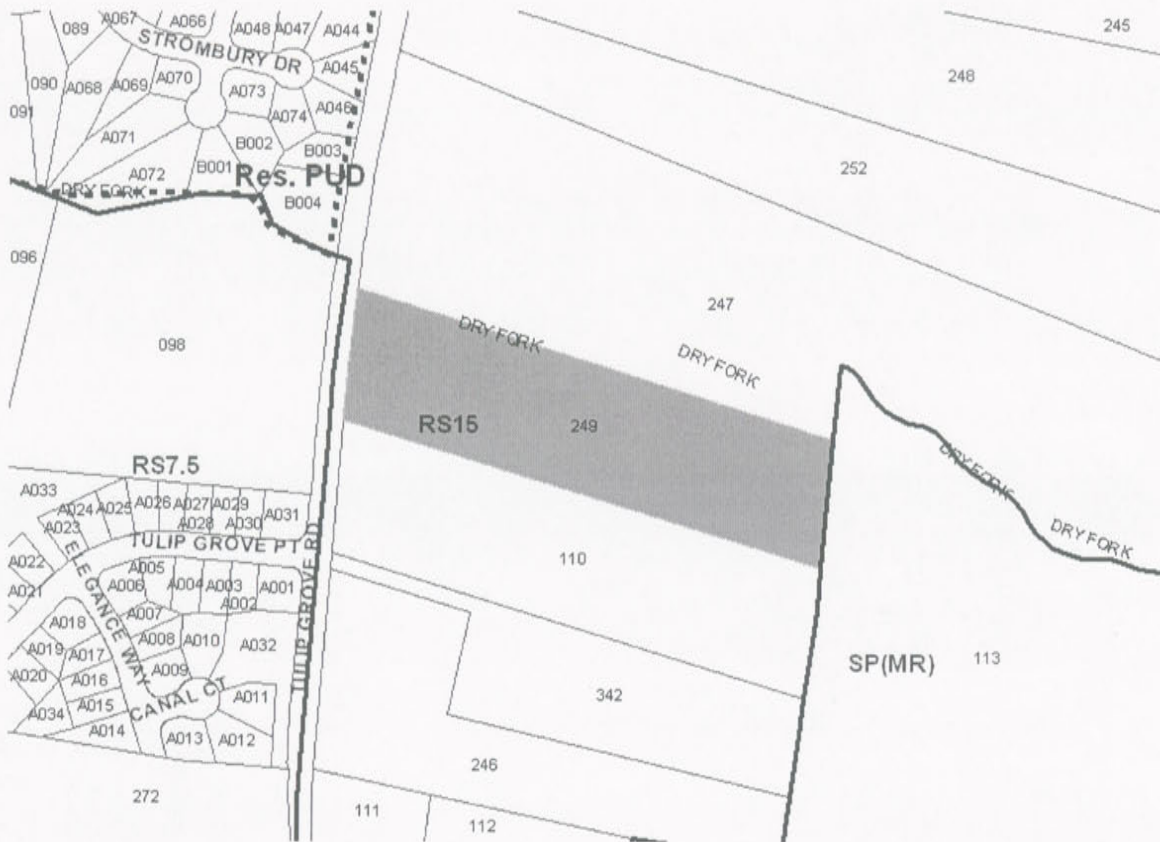 A067
A066
A048
A047
A044
245
089
STROMBURY DR
A045
248
090
A068
A069
A070
A073
A046
091
A074
A071
B002
B003
252
A072
B001
Res. PUD
DRY FORK
B004
096
247
098
DRY FORK
DRY FORK
RS15
249
RS7.5
A033
A024
A025
A026
A027
A029
A031
A023
A028
A030
DRY FORK
DRY FORK
TULIP GROVE PT
RD
A022
A005
110
A021
ELEGANCE WAY
A006
A004
A003
A001
A002
TULIP GROVE
A018
A007
A008
A010
A032
A019
A017
A009
SP(MR)
113
A020
A016
CANAL CT
A011
342
A034
A015
A014
A013
A012
246
272
111
112